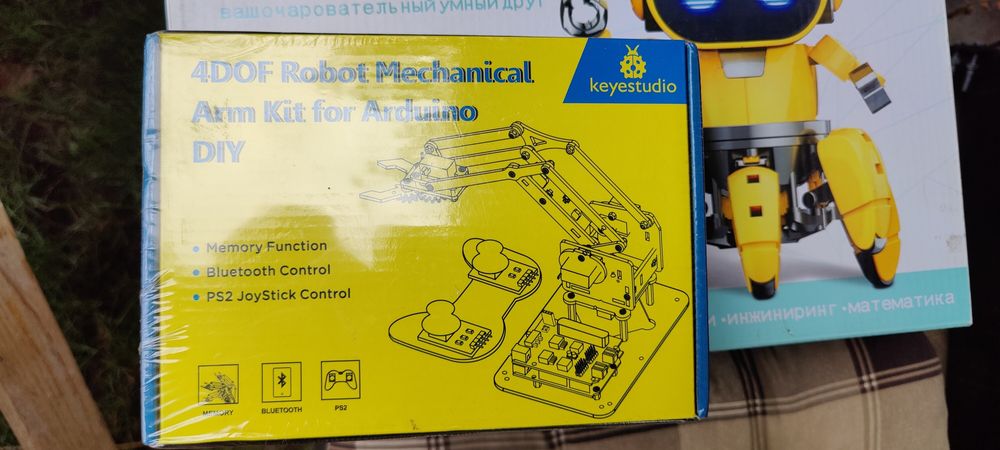 вашочаровательный умный друг
4DOF Robot Mechanical
Arm Kit for Arduino
DIY
keyestudio
• Memory Function
• Bluetooth Control
• PS2 JoyStick Control
MEMORY
BLUETOOTH
PS2
•инжиниринг •математика